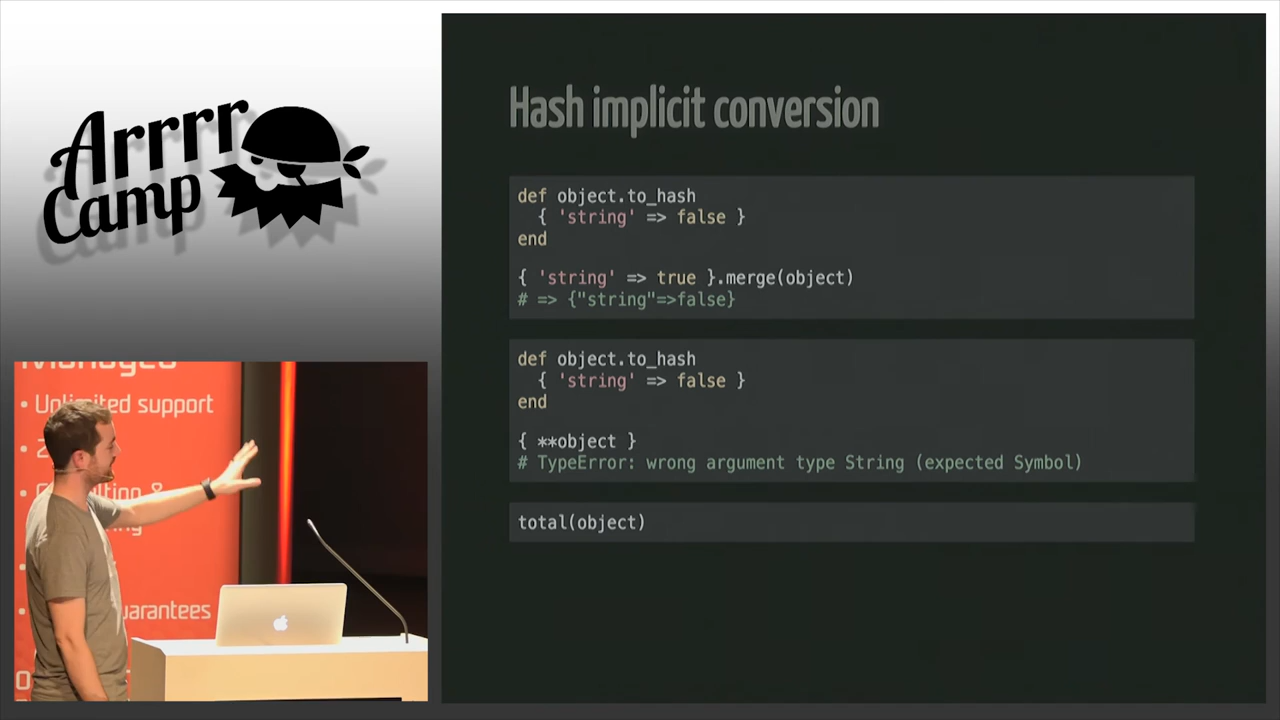 Arrrr
Camp
Hash implicit conversion
def object.to_hash
  { 'string' => false }
end
{ 'string' => true }.merge(object)
# => {"string"=>false}
def object.to_hash
  { 'string' => false }
end
{ **object }
# TypeError: wrong argument type String (expected Symbol)
total(object)
Managed
• Unlimited support